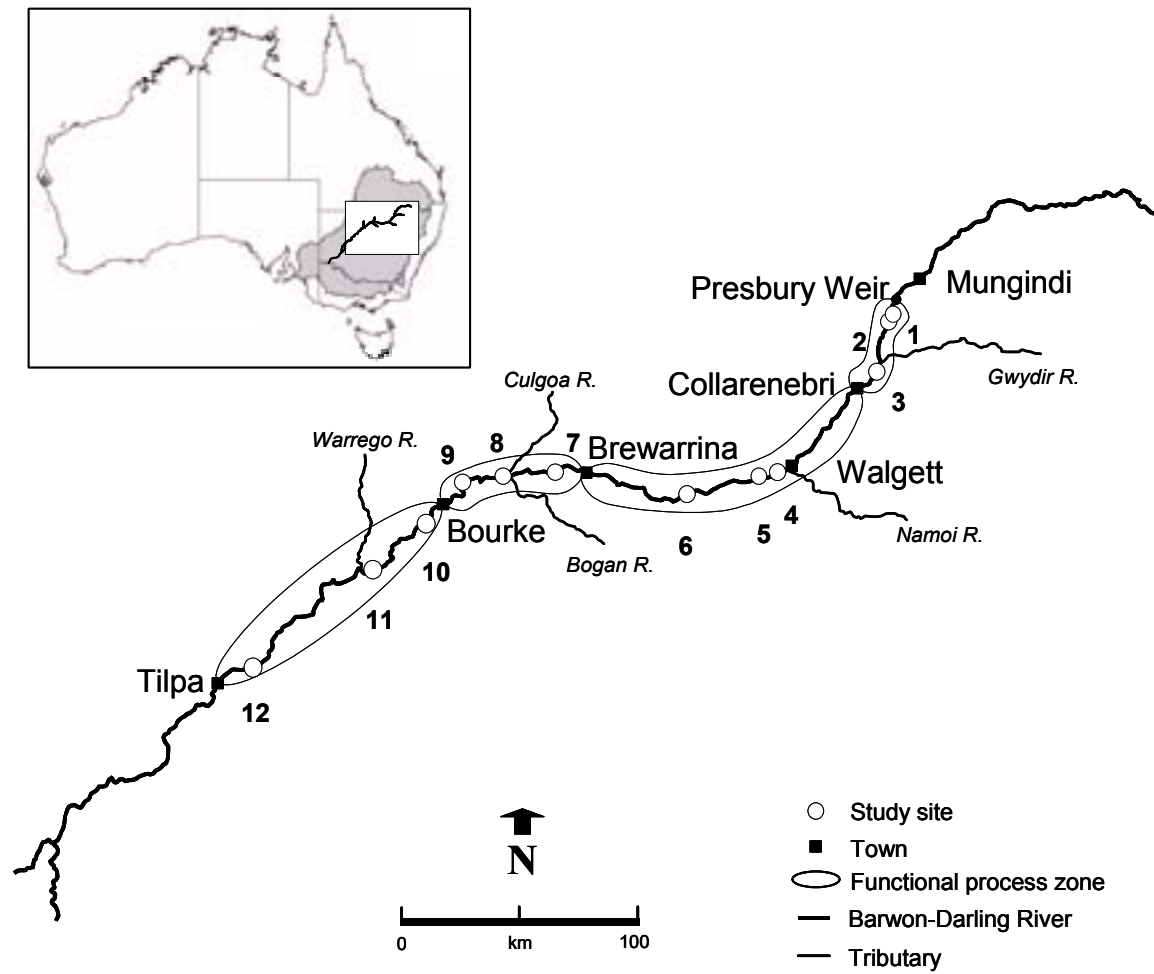 Presbury Weir
Mungindi
2
1
Gwydir R.
Collarenebri
3
Culgoa R.
Warrego R.
9
8
7
Brewarrina
Walgett
Bourke
6
5
4
Namoi R.
Bogan R.
10
11
Tilpa
12
N
0
km
100
Study site
Town
Functional process zone
Barwon-Darling River
Tributary